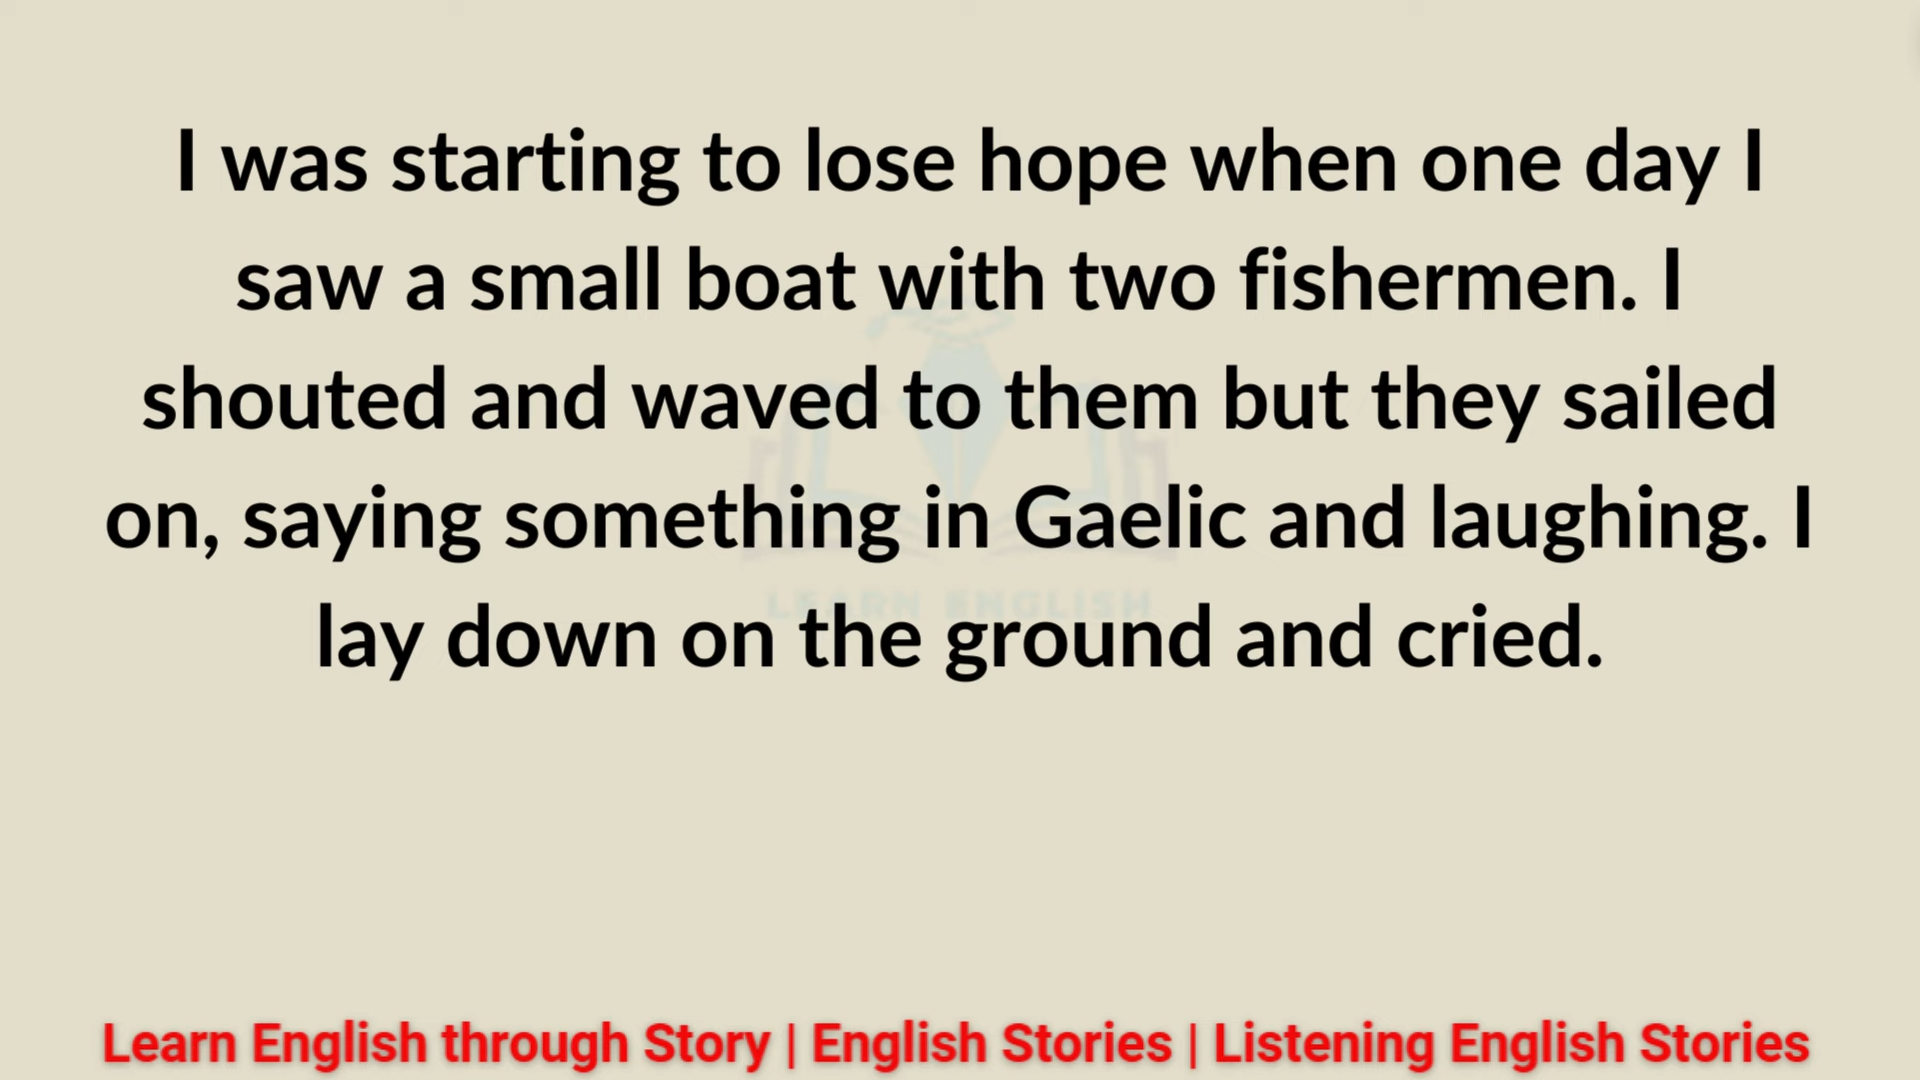 I was starting to lose hope when one day I
saw a small boat with two fishermen. I
shouted and waved to them but they sailed
on, saying something in Gaelic and laughing. I
LEARN ENGLISH
lay down on the ground and cried.
Learn English through Story | English Stories | Listening English Stories